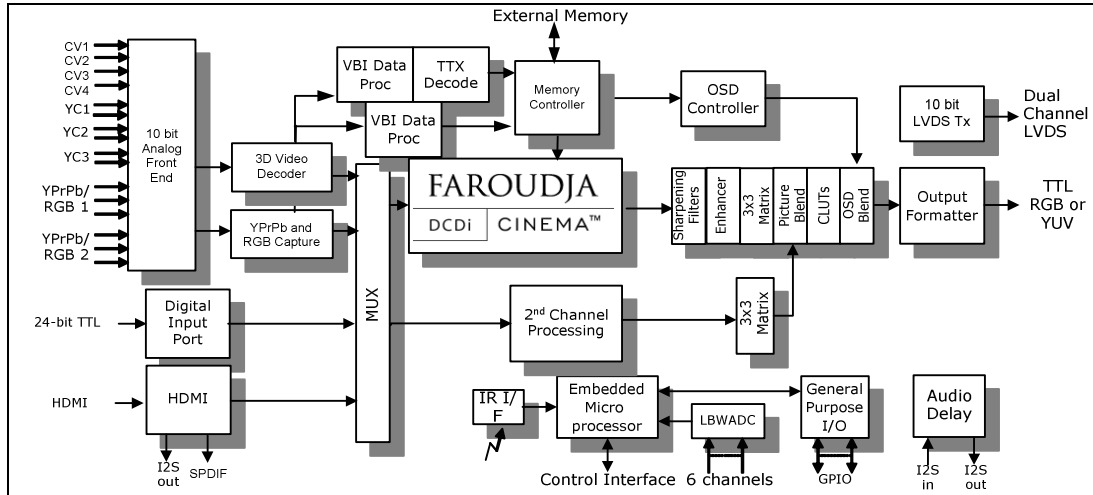 External Memory
CV1
CV2
CV3
CV4
YC1
YC2
YC3
YPrPb/
RGB 1
YPrPb/
RGB 2
10 bit
Analog
Front
End
3D Video
Decoder
YPrPb and
RGB Capture
VBI Data
Proc
TTX
Decode
VBI Data
Proc
Memory
Controller
OSD
Controller
10 bit
LVDS Tx
Dual
Channel
LVDS
MUX
FAROUDJA
DCDi CINEMA™
Sharpening
Filters
Enhancer
3x3
Matrix
Picture
Blend
CLUTs
OSD
Blend
Output
Formatter
TTL
RGB or
YUV
24-bit TTL
Digital
Input
Port
2nd Channel
Processing
3x3
Matrix
HDMI
HDMI
I2S
out
SPDIF
IR I/
F
Embedded
Micro
processor
LBWADC
General
Purpose
I/O
Audio
Delay
Control Interface
6 channels
GPIO
I2S
in
I2S
out